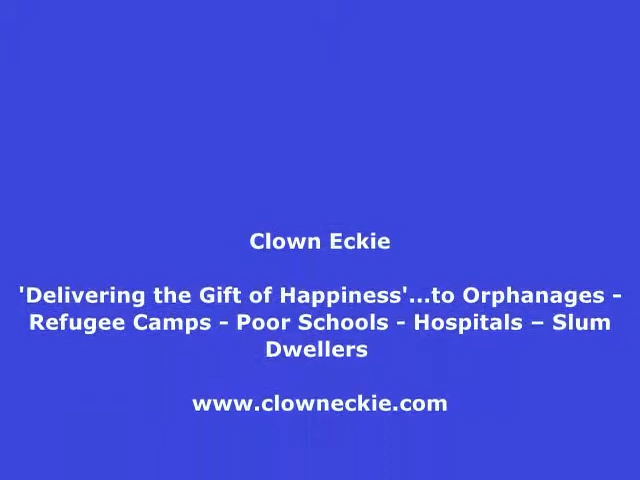 Clown Eckie
'Delivering the Gift of Happiness'...to Orphanages -
Refugee Camps - Poor Schools - Hospitals – Slum
Dwellers
www.clowneckie.com